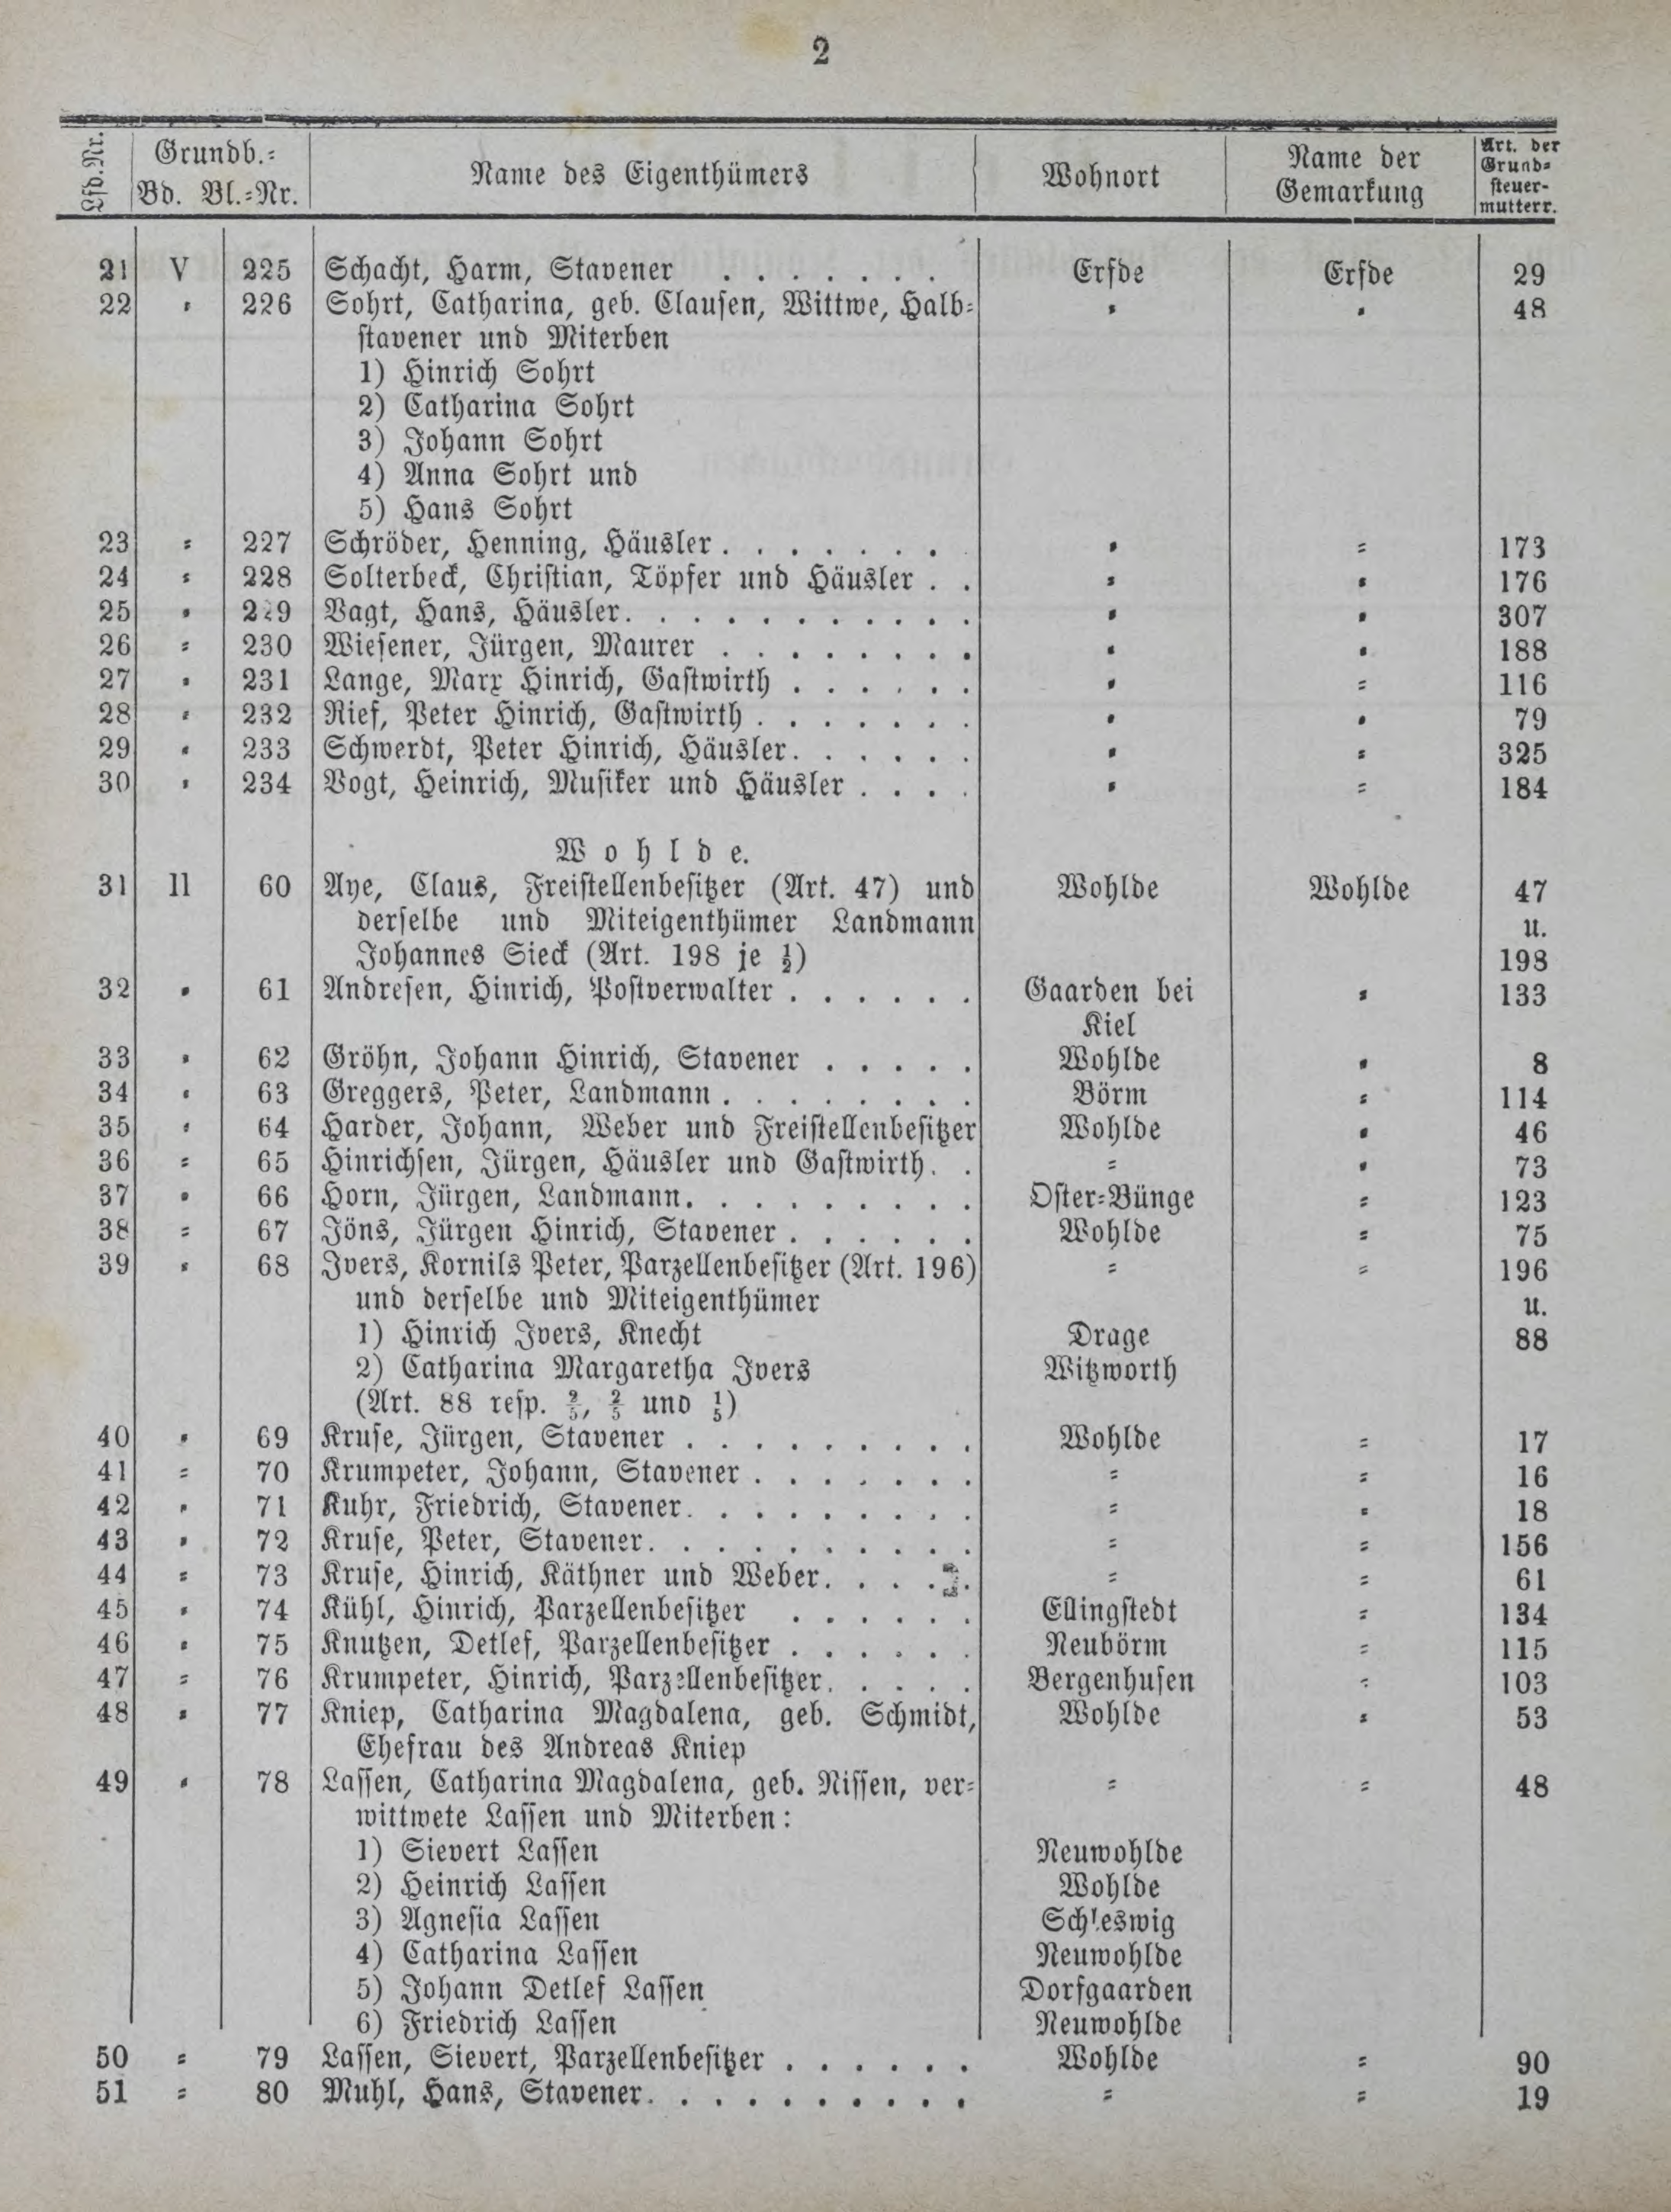 2
Lfd.Nr. Grundb.= Bd. Bl.=Nr. Name des Eigenthümers Wohnort Name der Gemarkung Art. der Grund= steuer- mutterr.
21 V 225 Schacht, Harm, Stavener . . . . . . . Erfde Erfde 29
22 " 226 Sohrt, Catharina, geb. Clausen, Wittwe, Halb= " " 48
stavener und Miterben
1) Hinrich Sohrt
2) Catharina Sohrt
3) Johann Sohrt
4) Anna Sohrt und
5) Hans Sohrt
23 " 227 Schröder, Henning, Häusler . . . . . . . " " 173
24 " 228 Solterbeck, Christian, Töpfer und Häusler . . " " 176
25 " 229 Vagt, Hans, Häusler. . . . . . . . . . . " " 307
26 " 230 Wiesener, Jürgen, Maurer . . . . . . . . " " 188
27 " 231 Lange, Marx Hinrich, Gastwirth . . . . . . " " 116
28 " 232 Rief, Peter Hinrich, Gastwirth . . . . . . . " " 79
29 " 233 Schwerdt, Peter Hinrich, Häusler. . . . . . " " 325
30 " 234 Vogt, Heinrich, Musiker und Häusler . . . . " " 184
Wohlde.
31 II 60 Aye, Claus, Freistellenbesitzer (Art. 47) und Wohlde Wohlde 47
derselbe und Miteigenthümer Landmann u.
Johannes Sieck (Art. 198 je ½) 198
32 " 61 Andresen, Hinrich, Postverwalter . . . . . . Gaarden bei " 133
Kiel
33 " 62 Gröhn, Johann Hinrich, Stavener . . . . . Wohlde " 8
34 " 63 Greggers, Peter, Landmann . . . . . . . . Börm " 114
35 " 64 Harder, Johann, Weber und Freistellenbesitzer Wohlde " 46
36 " 65 Hinrichsen, Jürgen, Häusler und Gastwirth. . " " 73
37 " 66 Horn, Jürgen, Landmann. . . . . . . . . Oster=Bünge " 123
38 " 67 Jöns, Jürgen Hinrich, Stavener . . . . . . Wohlde " 75
39 " 68 Ivers, Kornils Peter, Parzellenbesitzer (Art. 196) " " 196
und derselbe und Miteigenthümer u.
1) Hinrich Ivers, Knecht Drage 88
2) Catharina Margaretha Ivers Witzworth
(Art. 88 resp. ⅖, ⅖ und ⅕)
40 " 69 Kruse, Jürgen, Stavener . . . . . . . . . Wohlde " 17
41 " 70 Krumpeter, Johann, Stavener . . . . . . . " " 16
42 " 71 Kuhr, Friedrich, Stavener. . . . . . . . . " " 18
43 " 72 Kruse, Peter, Stavener. . . . . . . . . . " " 156
44 " 73 Kruse, Hinrich, Käthner und Weber. . . . . " " 61
45 " 74 Kühl, Hinrich, Parzellenbesitzer . . . . . . Ellingstedt " 134
46 " 75 Knutzen, Detlef, Parzellenbesitzer . . . . . . Neubörm " 115
47 " 76 Krumpeter, Hinrich, Parzellenbesitzer. . . . . Bergenhusen " 103
48 " 77 Kniep, Catharina Magdalena, geb. Schmidt, Wohlde " 53
Ehefrau des Andreas Kniep
49 " 78 Lassen, Catharina Magdalena, geb. Nissen, ver= " " 48
wittwete Lassen und Miterben:
1) Sievert Lassen Neuwohlde
2) Heinrich Lassen Wohlde
3) Agnesia Lassen Schleswig
4) Catharina Lassen Neuwohlde
5) Johann Detlef Lassen Dorfgaarden
6) Friedrich Lassen Neuwohlde
50 " 79 Lassen, Sievert, Parzellenbesitzer . . . . . . Wohlde " 90
51 " 80 Muhl, Hans, Stavener. . . . . . . . . . " " 19